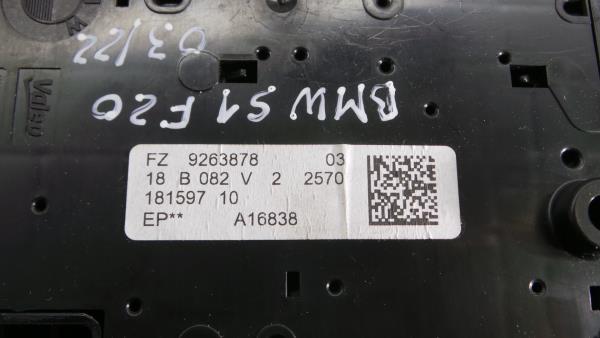 BMW S1 F20
03/22
Valeo
FZ 9263878 03
18 B 082 V 2 2570
181597 10
EP** A16838